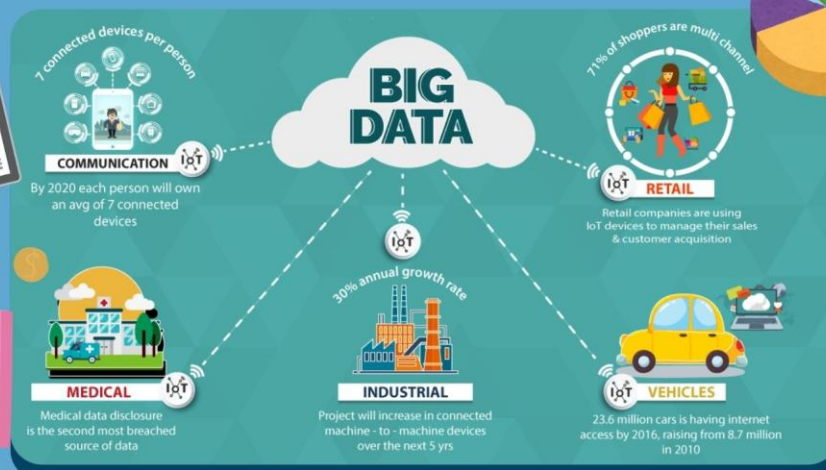 BIG
DATA
7 connected devices per person
IoT
COMMUNICATION
By 2020 each person will own
an avg of 7 connected
devices
71% of shoppers are multi channel
IoT
RETAIL
Retail companies are using
IoT devices to manage their sales
& customer acquisition
IoT
MEDICAL
Medical data disclosure
is the second most breached
source of data
IoT
30% annual growth rate
INDUSTRIAL
Project will increase in connected
machine - to - machine devices
over the next 5 yrs
IoT
VEHICLES
23.6 million cars is having internet
access by 2016, raising from 8.7 million
in 2010